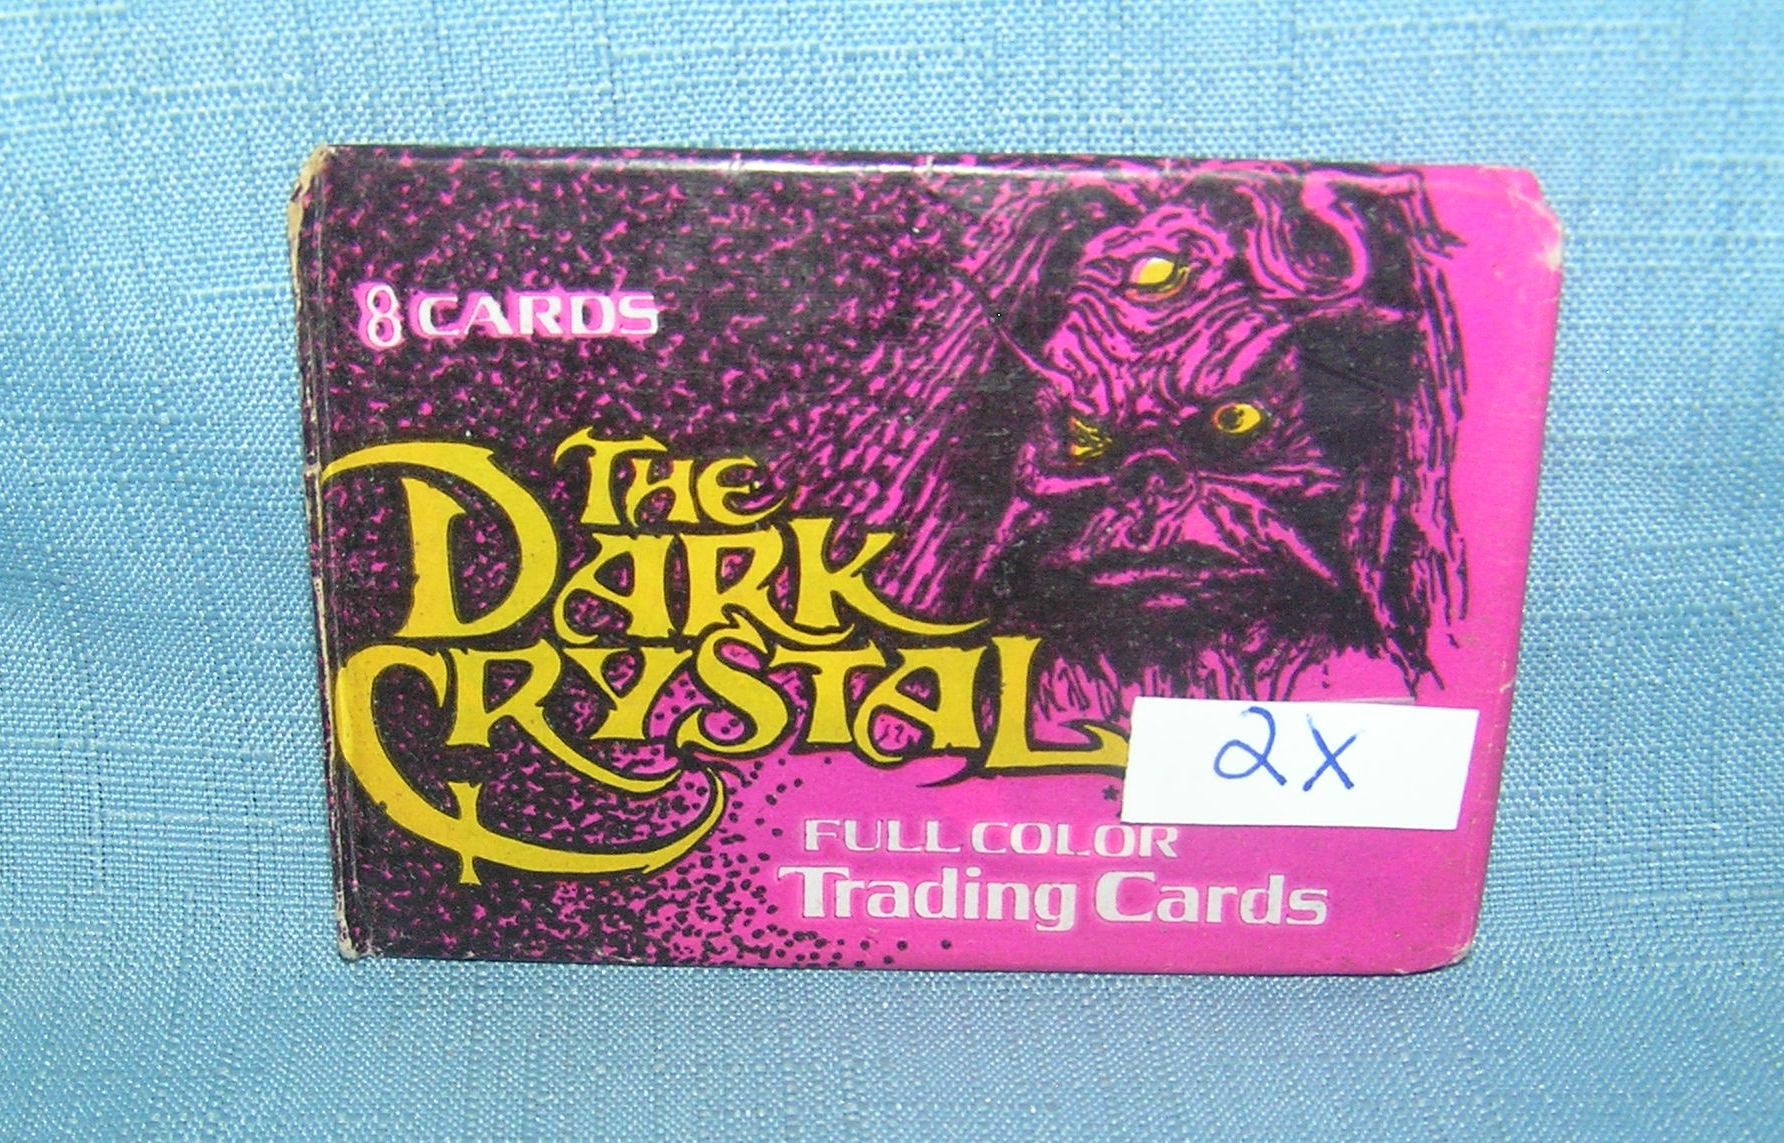 8 CARDS
THE
DARK
CRYSTAL
2X
FULL COLOR
Trading Cards